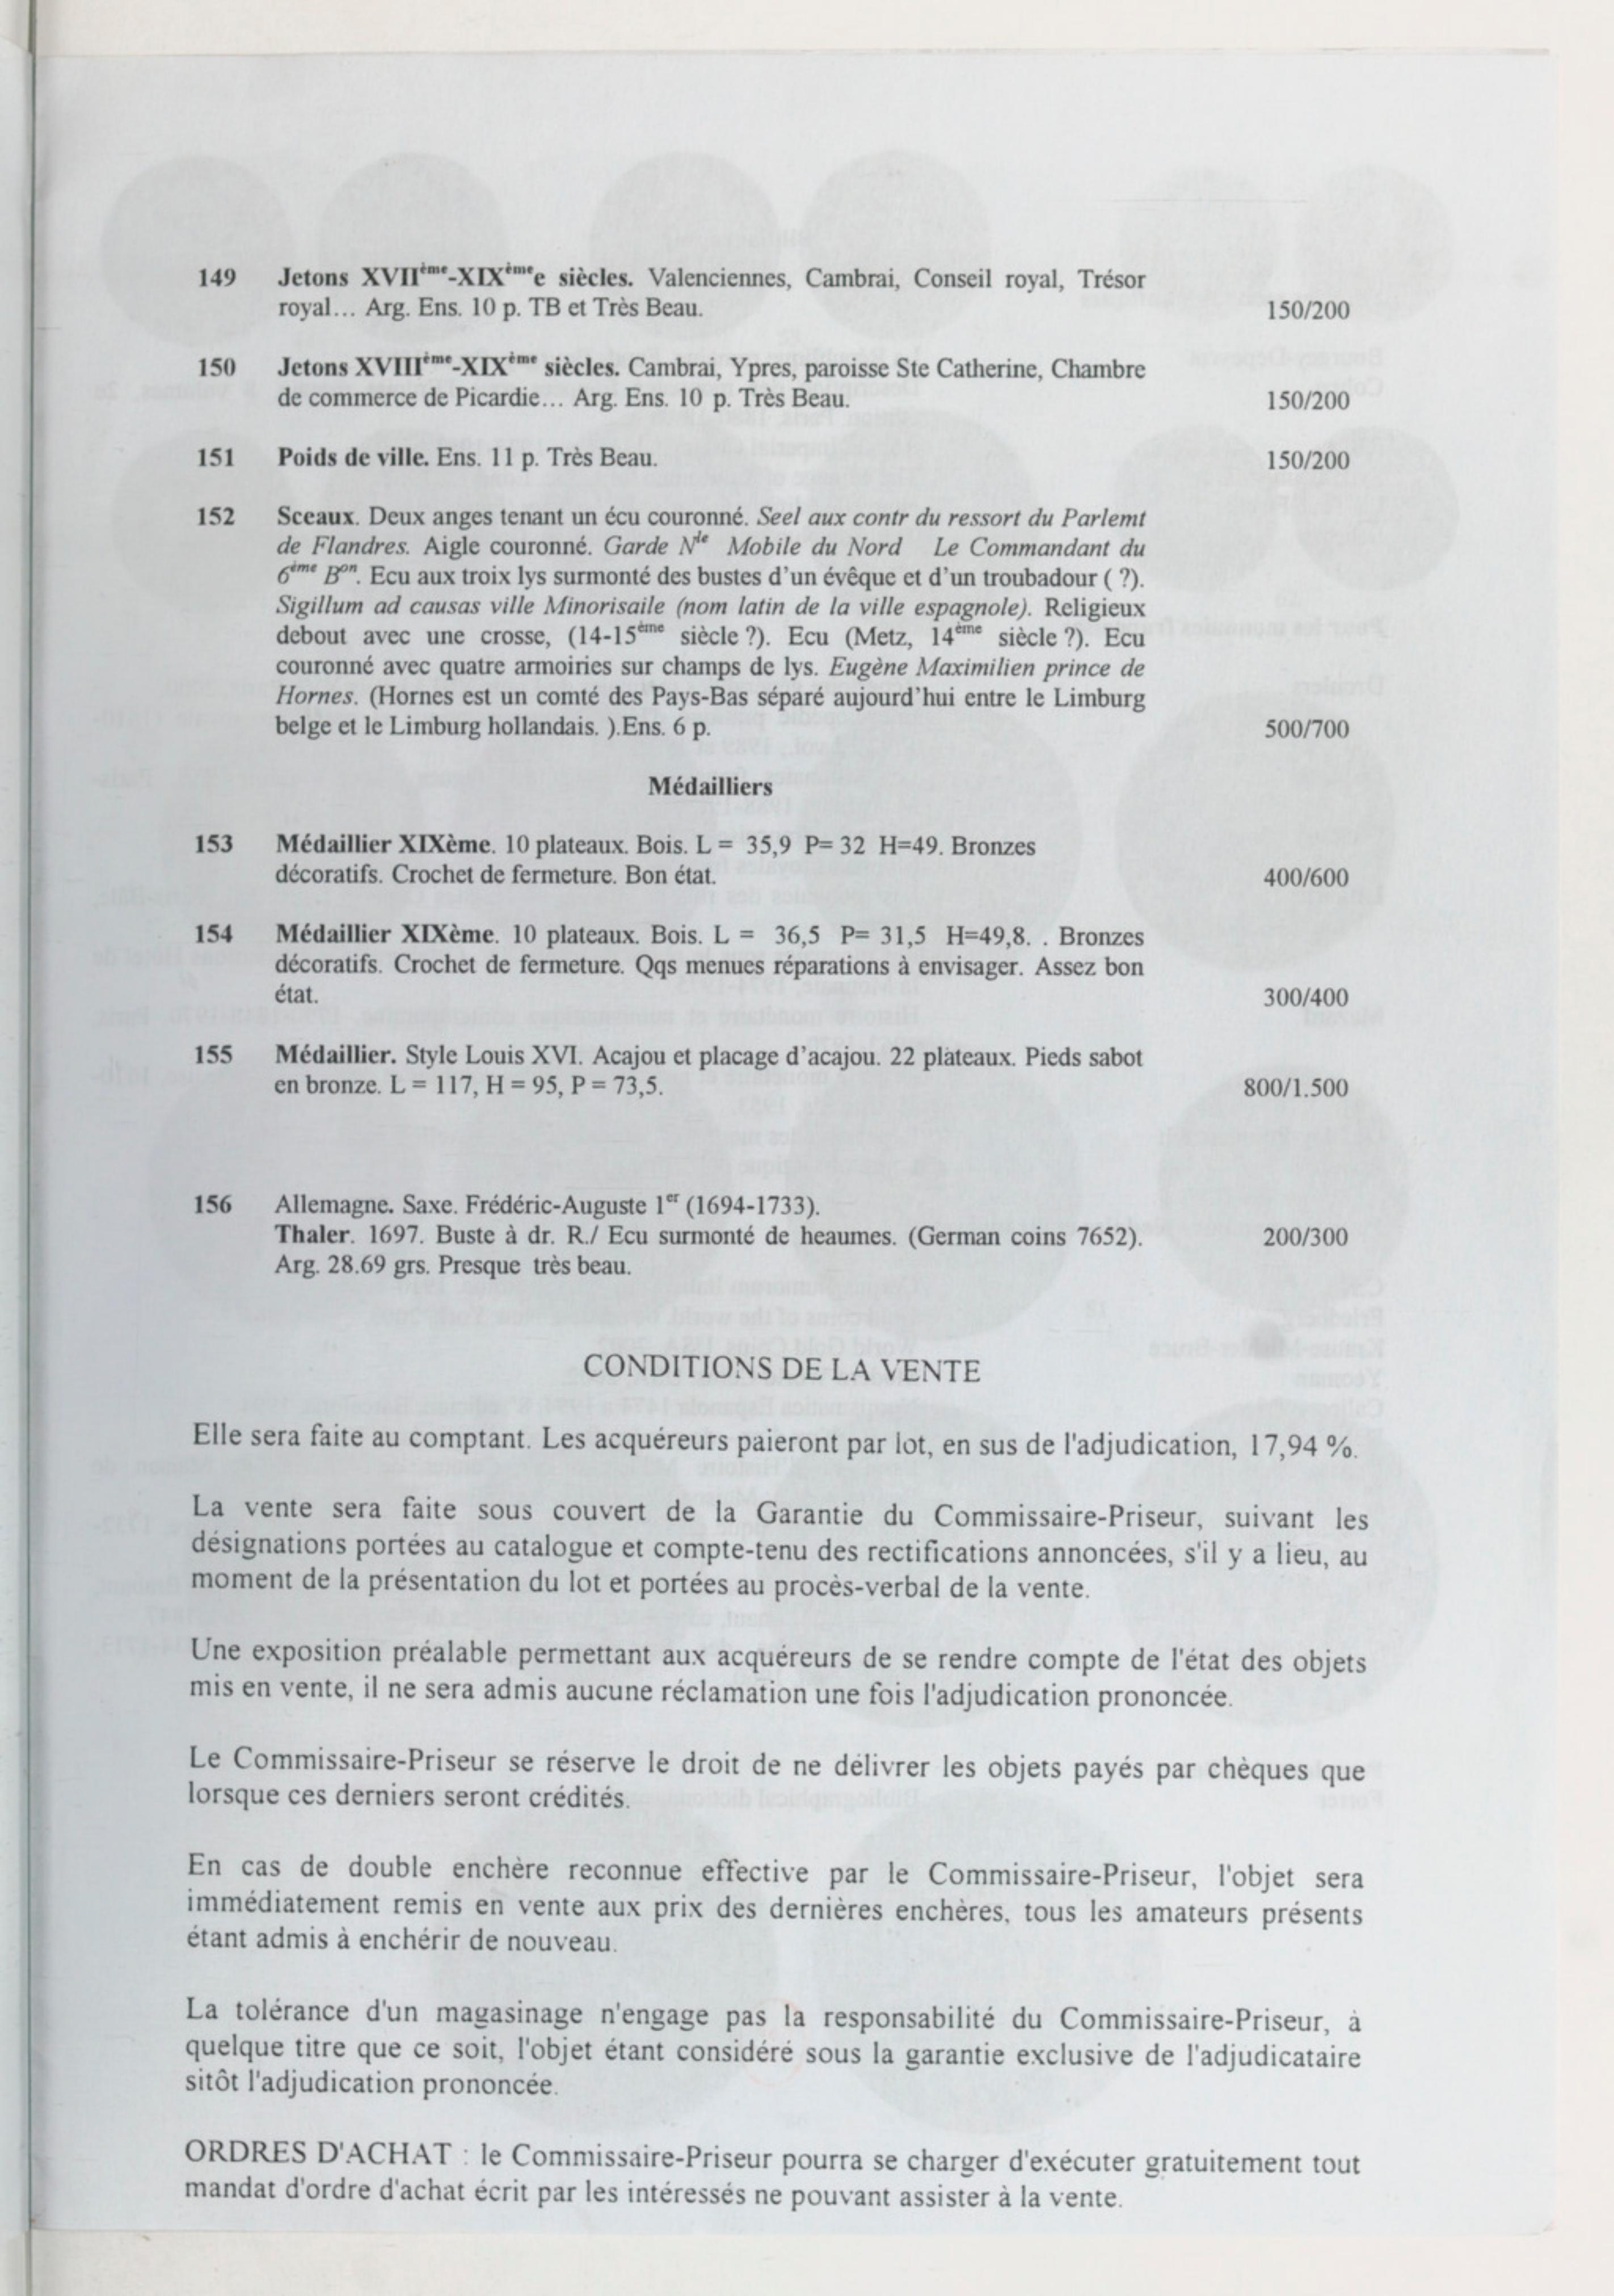 149 Jetons XVIIème-XIXèmee siècles. Valenciennes, Cambrai, Conseil royal, Trésor
royal... Arg. Ens. 10 p. TB et Très Beau. 150/200
150 Jetons XVIIIème-XIXème siècles. Cambrai, Ypres, paroisse Ste Catherine, Chambre
de commerce de Picardie... Arg. Ens. 10 p. Très Beau. 150/200
151 Poids de ville. Ens. 11 p. Très Beau. 150/200
152 Sceaux. Deux anges tenant un écu couronné. Seel aux contr du ressort du Parlemt
de Flandres. Aigle couronné. Garde Nle Mobile du Nord Le Commandant du
6ème Bon. Ecu aux troix lys surmonté des bustes d'un évêque et d'un troubadour ( ?).
Sigillum ad causas ville Minorisaile (nom latin de la ville espagnole). Religieux
debout avec une crosse, (14-15ème siècle ?). Ecu (Metz, 14ème siècle ?). Ecu
couronné avec quatre armoiries sur champs de lys. Eugène Maximilien prince de
Hornes. (Hornes est un comté des Pays-Bas séparé aujourd'hui entre le Limburg
belge et le Limburg hollandais. ).Ens. 6 p. 500/700
Médailliers
153 Médaillier XIXème. 10 plateaux. Bois. L = 35,9 P= 32 H=49. Bronzes
décoratifs. Crochet de fermeture. Bon état. 400/600
154 Médaillier XIXème. 10 plateaux. Bois. L = 36,5 P= 31,5 H=49,8. . Bronzes
décoratifs. Crochet de fermeture. Qqs menues réparations à envisager. Assez bon
état. 300/400
155 Médaillier. Style Louis XVI. Acajou et placage d'acajou. 22 plateaux. Pieds sabot
en bronze. L = 117, H = 95, P = 73,5. 800/1.500
156 Allemagne. Saxe. Frédéric-Auguste 1er (1694-1733).
Thaler. 1697. Buste à dr. R./ Ecu surmonté de heaumes. (German coins 7652). 200/300
Arg. 28.69 grs. Presque très beau.
CONDITIONS DE LA VENTE
Elle sera faite au comptant. Les acquéreurs paieront par lot, en sus de l'adjudication, 17,94 %.
La vente sera faite sous couvert de la Garantie du Commissaire-Priseur, suivant les
désignations portées au catalogue et compte-tenu des rectifications annoncées, s'il y a lieu, au
moment de la présentation du lot et portées au procès-verbal de la vente.
Une exposition préalable permettant aux acquéreurs de se rendre compte de l'état des objets
mis en vente, il ne sera admis aucune réclamation une fois l'adjudication prononcée.
Le Commissaire-Priseur se réserve le droit de ne délivrer les objets payés par chèques que
lorsque ces derniers seront crédités.
En cas de double enchère reconnue effective par le Commissaire-Priseur, l'objet sera
immédiatement remis en vente aux prix des dernières enchères, tous les amateurs présents
étant admis à enchérir de nouveau.
La tolérance d'un magasinage n'engage pas la responsabilité du Commissaire-Priseur, à
quelque titre que ce soit, l'objet étant considéré sous la garantie exclusive de l'adjudicataire
sitôt l'adjudication prononcée.
ORDRES D'ACHAT : le Commissaire-Priseur pourra se charger d'exécuter gratuitement tout
mandat d'ordre d'achat écrit par les intéressés ne pouvant assister à la vente.